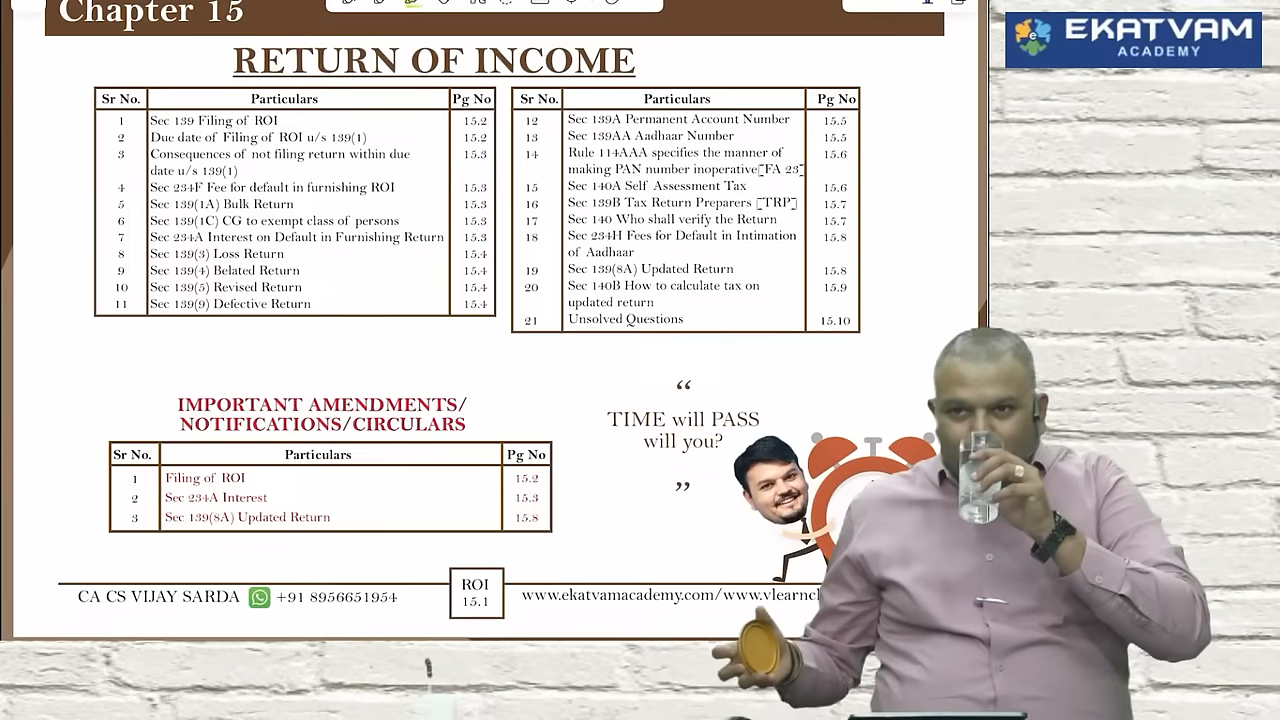 Chapter 15
EKATVAM
ACADEMY
RETURN OF INCOME
Sr No. Particulars Pg No
1 Sec 139 Filing of ROI 15.2
2 Due date of Filing of ROI u/s 139(1) 15.2
3 Consequences of not filing return within due 15.3
date u/s 139(1)
4 Sec 234F Fee for default in furnishing ROI 15.3
5 Sec 139(1A) Bulk Return 15.3
6 Sec 139(1C) CG to exempt class of persons 15.3
7 Sec 234A Interest on Default in Furnishing Return 15.3
8 Sec 139(3) Loss Return 15.4
9 Sec 139(4) Belated Return 15.4
10 Sec 139(5) Revised Return 15.4
11 Sec 139(9) Defective Return 15.4
Sr No. Particulars Pg No
12 Sec 139A Permanent Account Number 15.5
13 Sec 139AA Aadhaar Number 15.5
14 Rule 114AAA specifies the manner of 15.6
making PAN number inoperative[FA 23]
15 Sec 140A Self Assessment Tax 15.6
16 Sec 139B Tax Return Preparers [TRP] 15.7
17 Sec 140 Who shall verify the Return 15.7
18 Sec 234H Fees for Default in Intimation 15.8
of Aadhaar
19 Sec 139(8A) Updated Return 15.8
20 Sec 140B How to calculate tax on 15.9
updated return
21 Unsolved Questions 15.10
IMPORTANT AMENDMENTS/
NOTIFICATIONS/CIRCULARS
Sr No. Particulars Pg No
1 Filing of ROI 15.2
2 Sec 234A Interest 15.3
3 Sec 139(8A) Updated Return 15.8
“
TIME will PASS
will you?
”
CA CS VIJAY SARDA +91 8956651954
ROI
15.1
www.ekatvamacademy.com/www.vlearncl